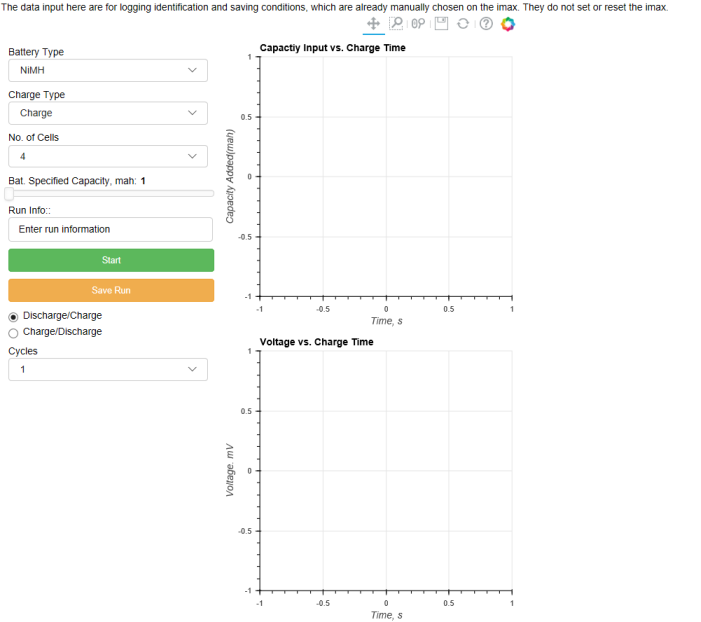 The data input here are for logging identification and saving conditions, which are already manually chosen on the imax. They do not set or reset the imax.
Battery Type
NiMH
Charge Type
Charge
No. of Cells
4
Bat. Specified Capacity, mah: 1
Run Info::
Enter run information
Start
Save Run
Discharge/Charge
Charge/Discharge
Cycles
1
Capactiy Input vs. Charge Time
Capacity Added(mah)
1
0.5
0
-0.5
-1
-1 -0.5 0 0.5 1
Time, s
Voltage vs. Charge Time
Voltage. mV
1
0.5
0
-0.5
-1
-1 -0.5 0 0.5 1
Time, s